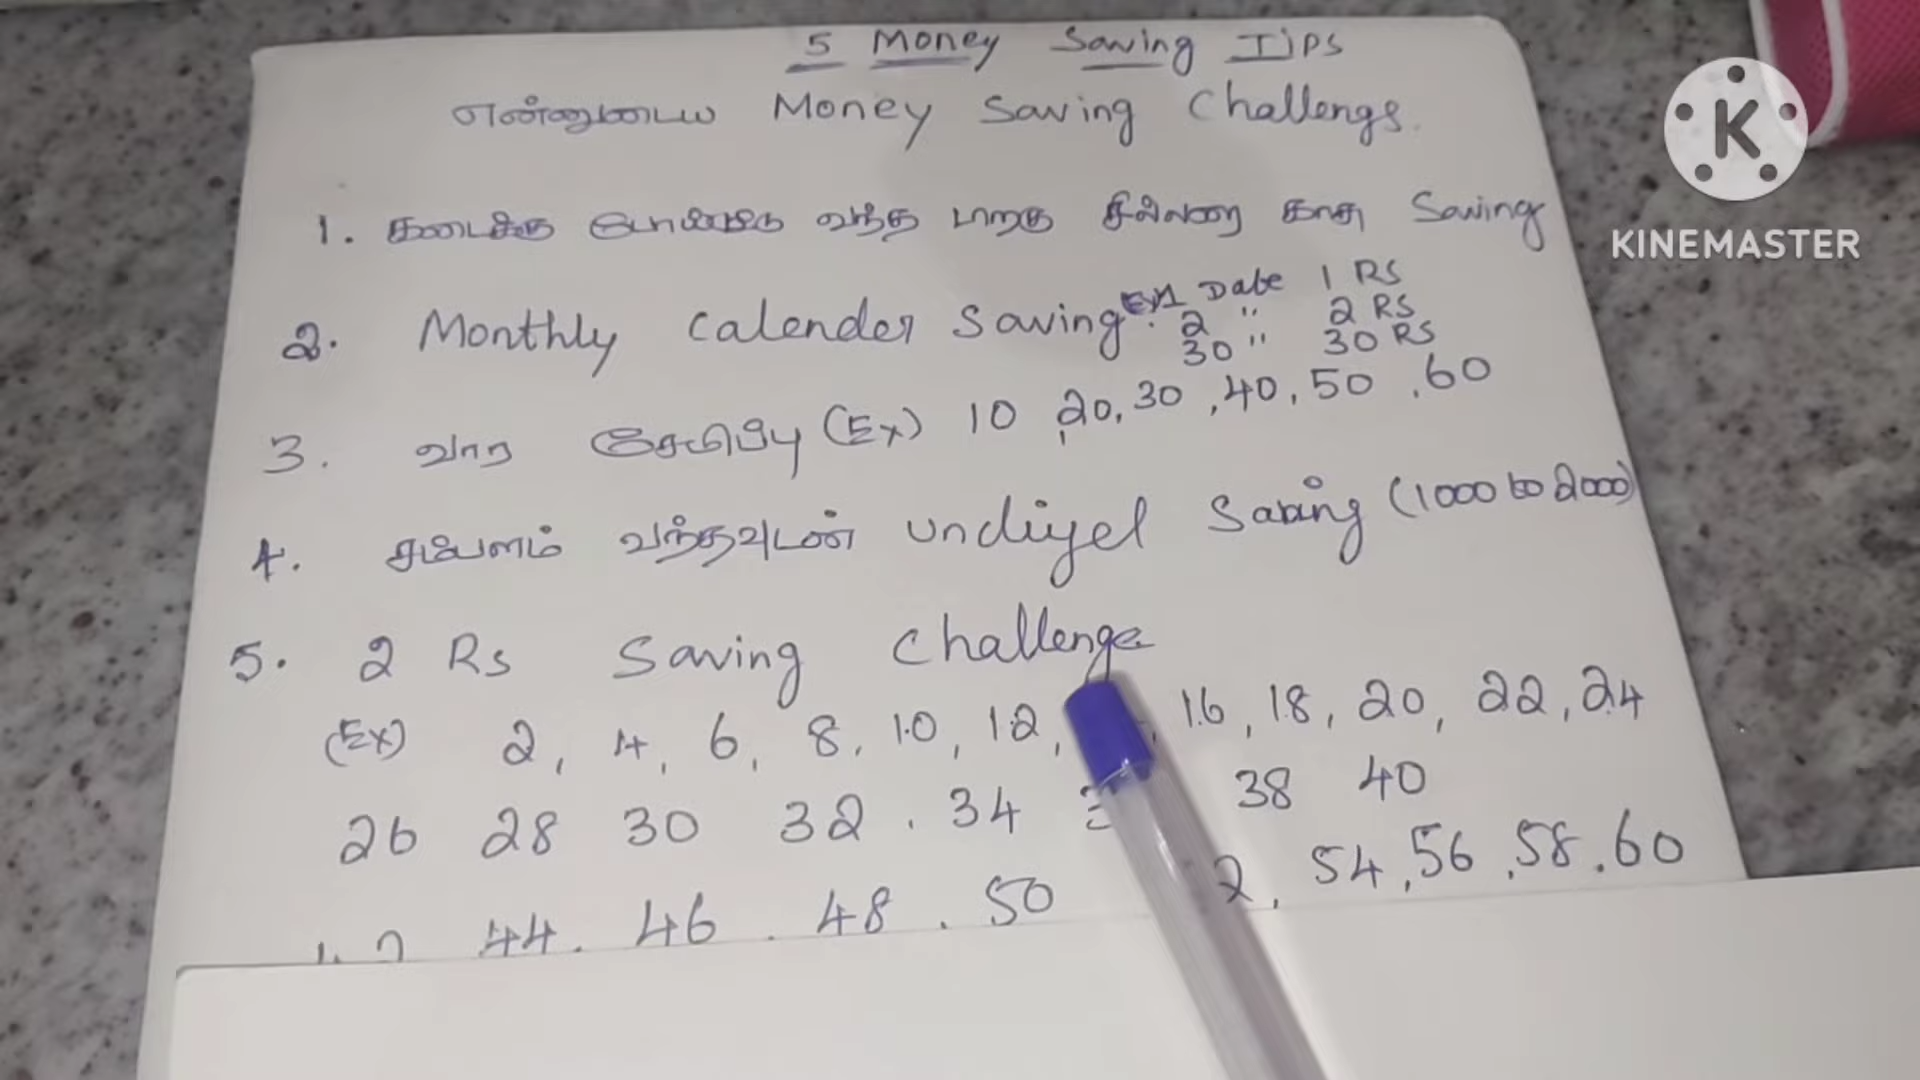 5 Money Saving Tips
என்னுடைய Money Saving Challengs.
1. கடைக்கு போய்ட்டு வந்த பாறகு சில்லறை காசு Saving
2. Monthly Calender Saving. Ex 1 Date 1 RS
2 " 2 RS
30 " 30 RS
3. வார சேமிப்பு (Ex) 10, 20, 30, 40, 50, 60
4. சம்பளம் வந்தவுடன் undiyel Saving (1000 to 2000)
5. 2 Rs Saving Challenge
(Ex) 2, 4, 6, 8, 10, 12, 16, 18, 20, 22, 24
26 28 30 32. 34 38 40
44. 46. 48. 50 2, 54, 56, 58. 60
K
KINEMASTER